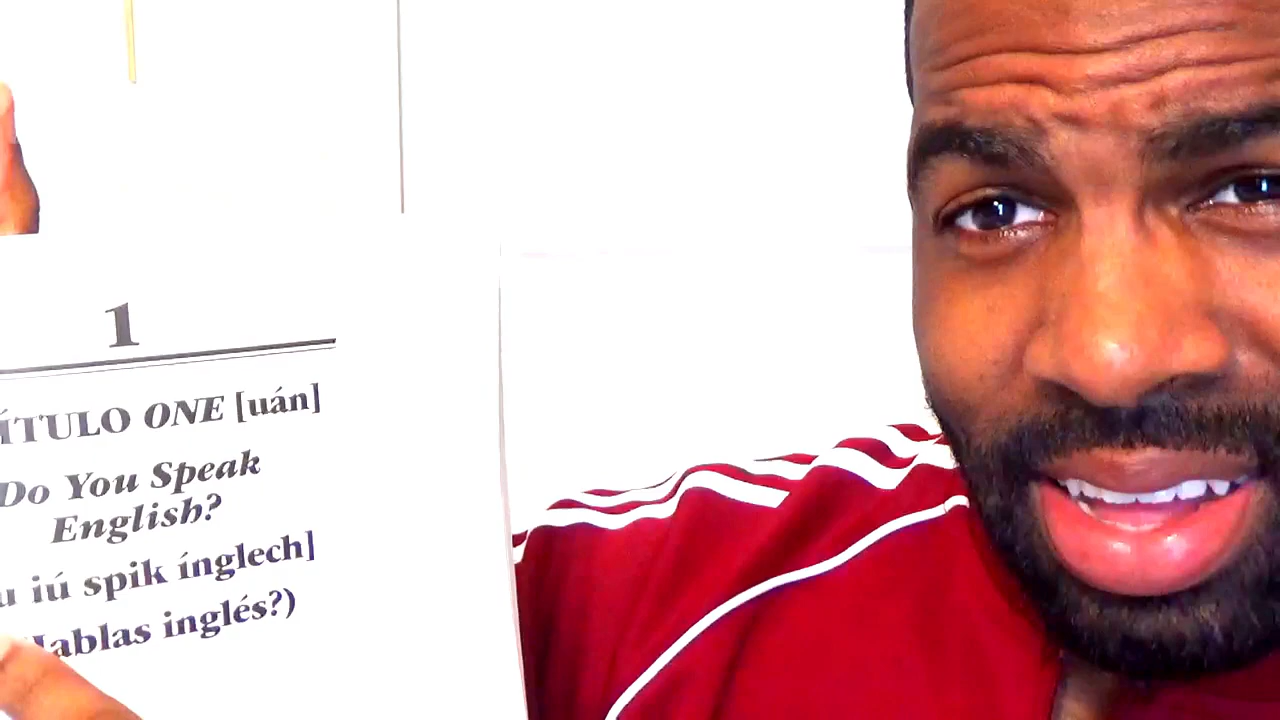 1
ÍTULO ONE [uán]
Do You Speak
English?
u iú spik ínglech]
Hablas inglés?)